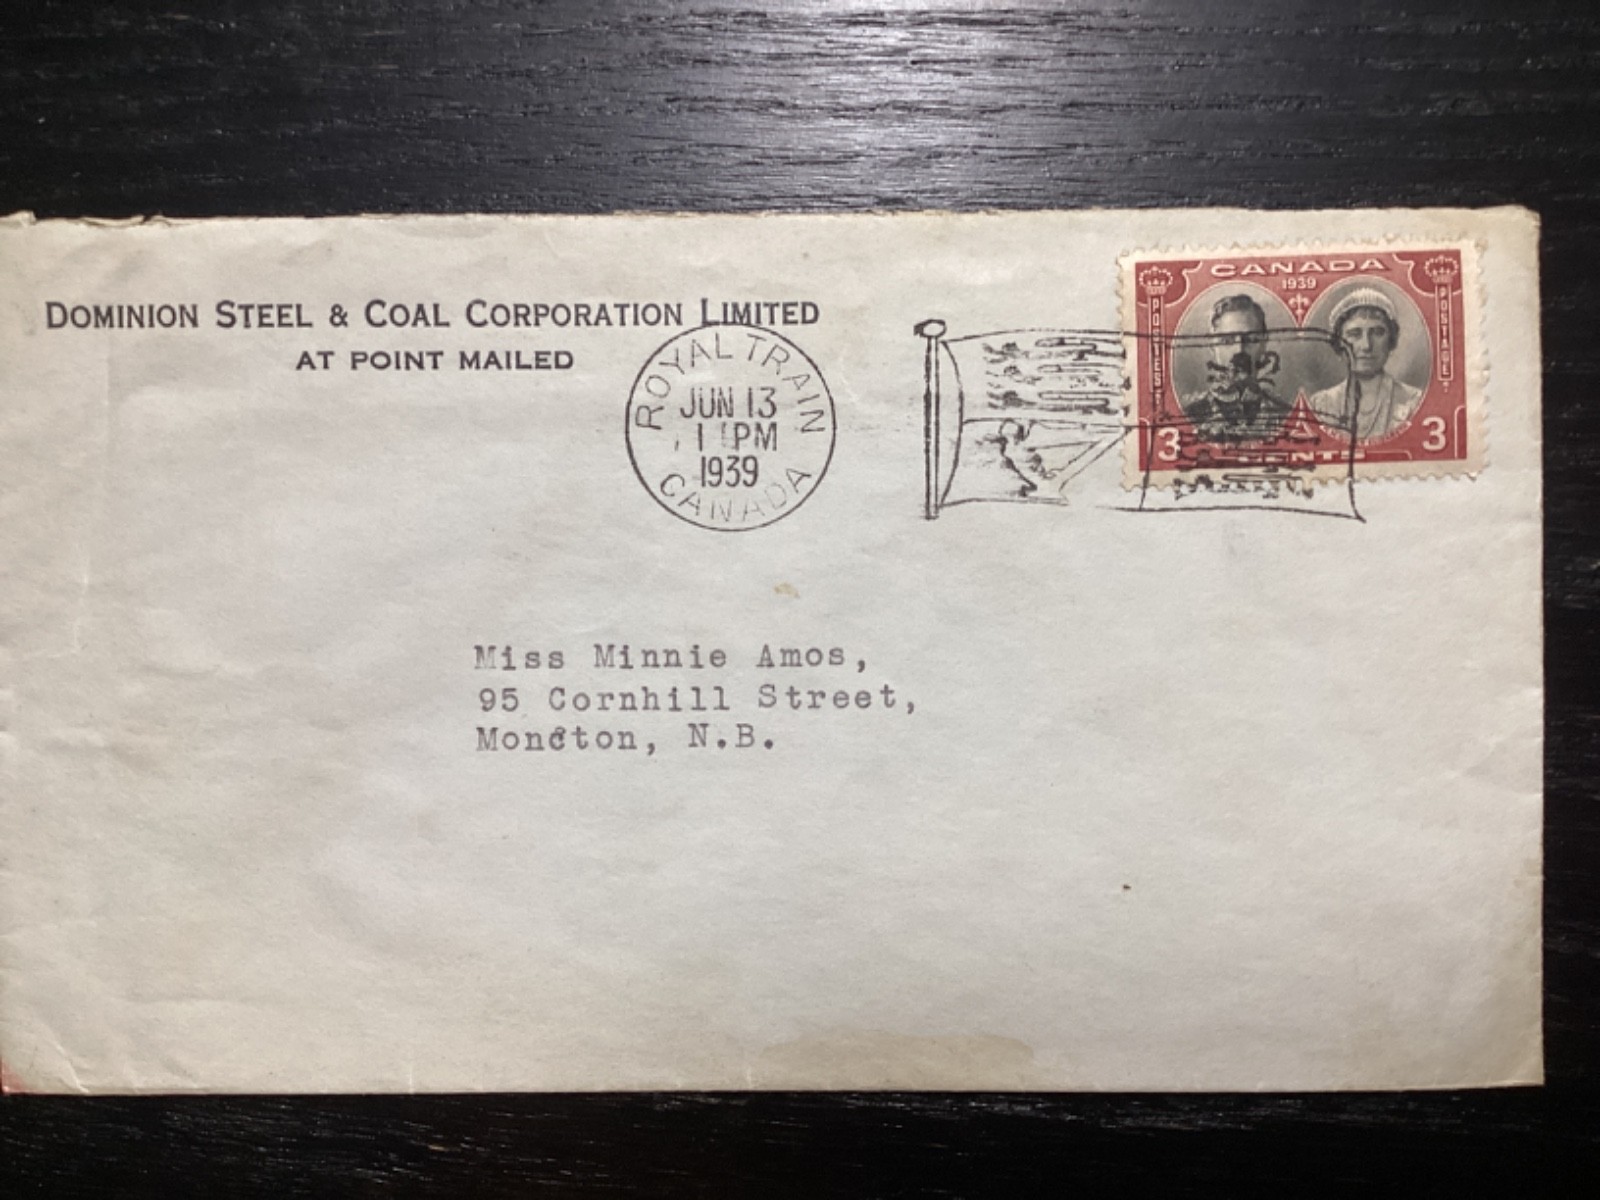 DOMINION STEEL & COAL CORPORATION LIMITED
AT POINT MAILED
ROYAL TRAIN
JUN 13
PM
1939
CANADA
CANADA
1939
POSTES
POSTAGE
3 CENTS 3
Miss Minnie Amos,
95 Cornhill Street,
Moncton, N.B.